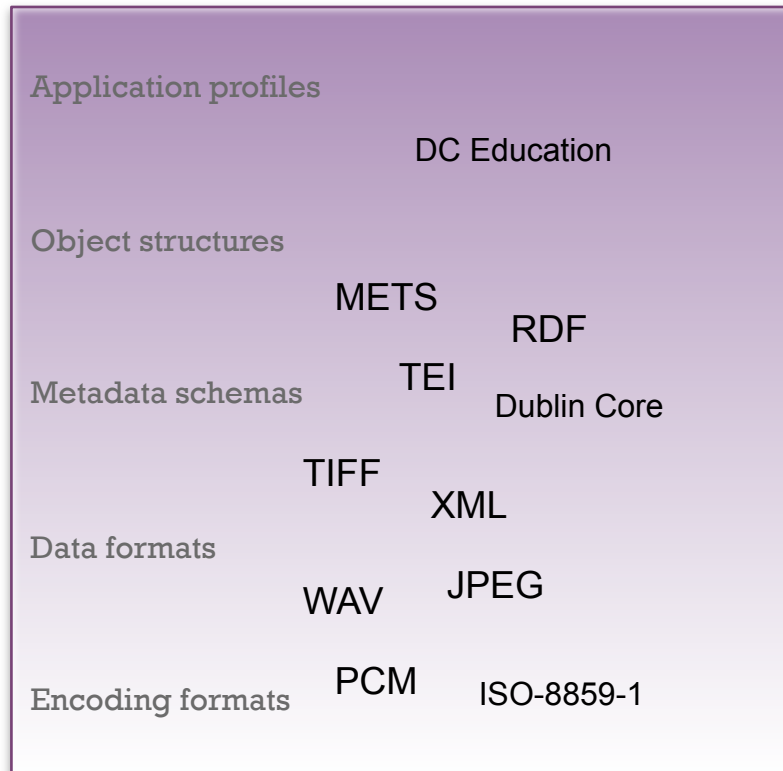 Application profiles
DC Education
Object structures
METS
RDF
TEI
Metadata schemas
Dublin Core
TIFF
XML
Data formats
JPEG
WAV
PCM
ISO-8859-1
Encoding formats